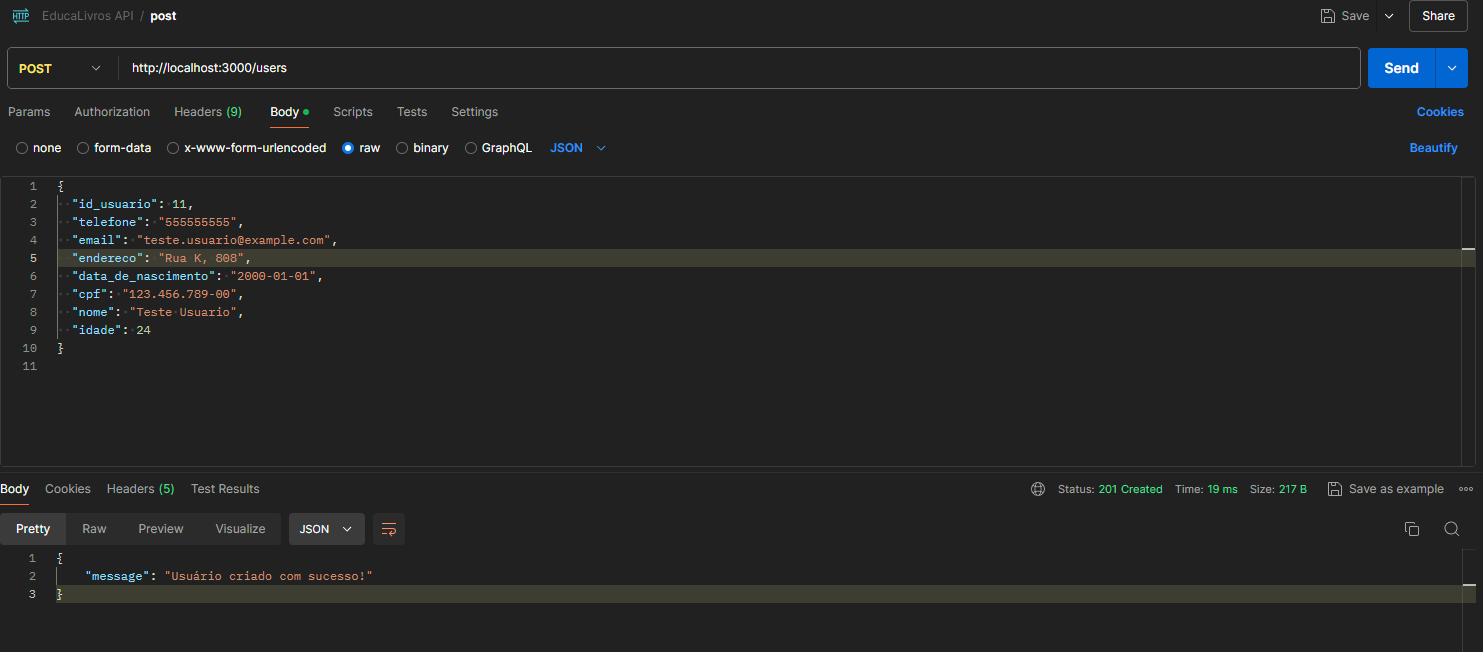 HTTP EducaLivros API / post Save Share
POST http://localhost:3000/users Send
Params Authorization Headers (9) Body Scripts Tests Settings Cookies
none form-data x-www-form-urlencoded raw binary GraphQL JSON Beautify
1 {
2 "id_usuario": 11,
3 "telefone": "555555555",
4 "email": "teste.usuario@example.com",
5 "endereco": "Rua K, 808",
6 "data_de_nascimento": "2000-01-01",
7 "cpf": "123.456.789-00",
8 "nome": "Teste Usuario",
9 "idade": 24
10 }
11
Body Cookies Headers (5) Test Results Status: 201 Created Time: 19 ms Size: 217 B Save as example
Pretty Raw Preview Visualize JSON
1 {
2 "message": "Usuário criado com sucesso!"
3 }